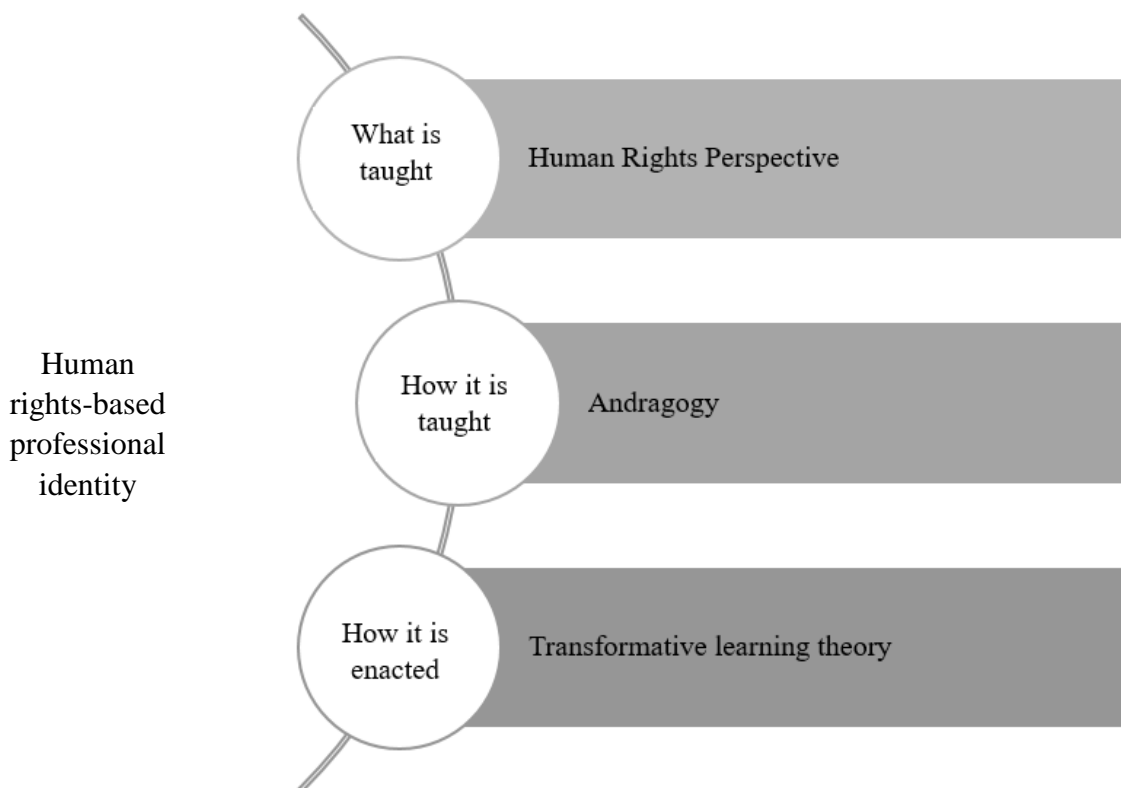 What is
taught
Human Rights Perspective
Human
rights-based
professional
identity
How it is
taught
Andragogy
How it is
enacted
Transformative learning theory